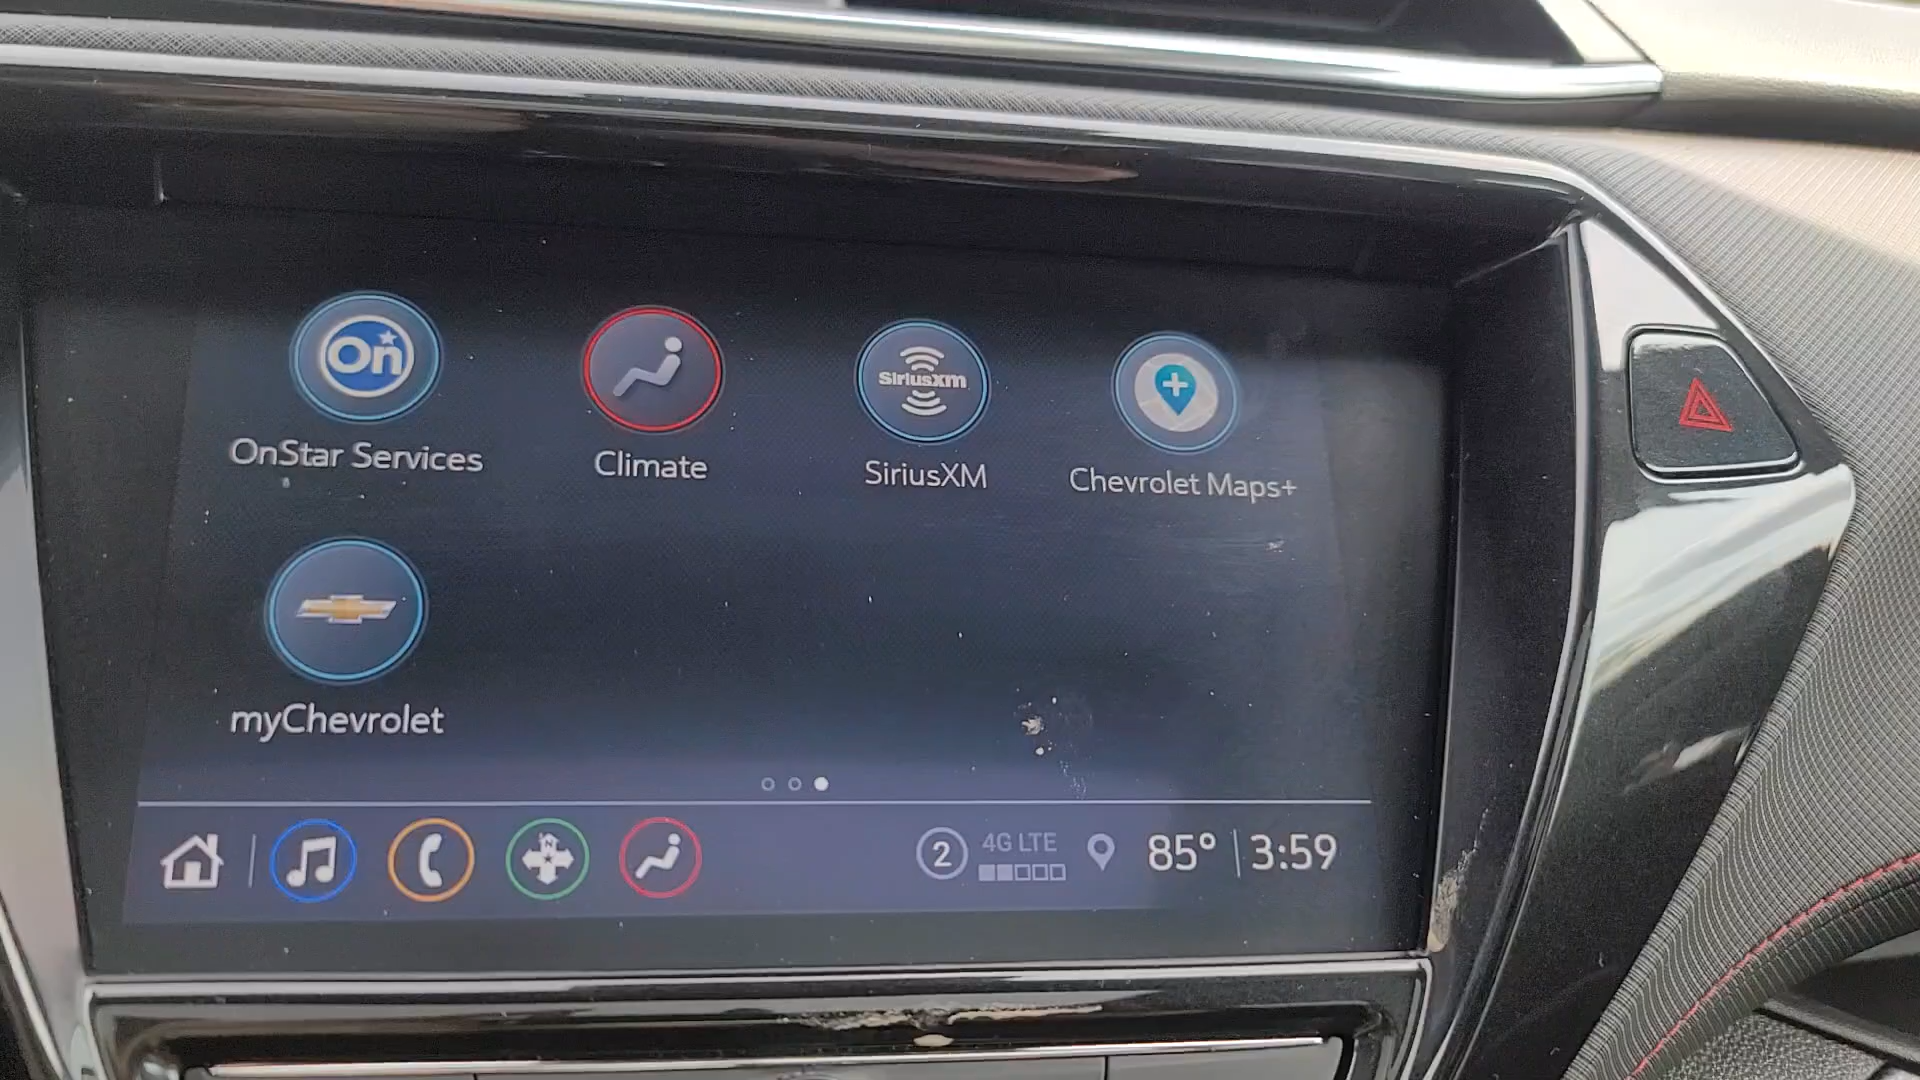 On
OnStar Services
Climate
SiriusXM
SiriusXM
Chevrolet Maps+
myChevrolet
N
2
4G LTE
85°
3:59